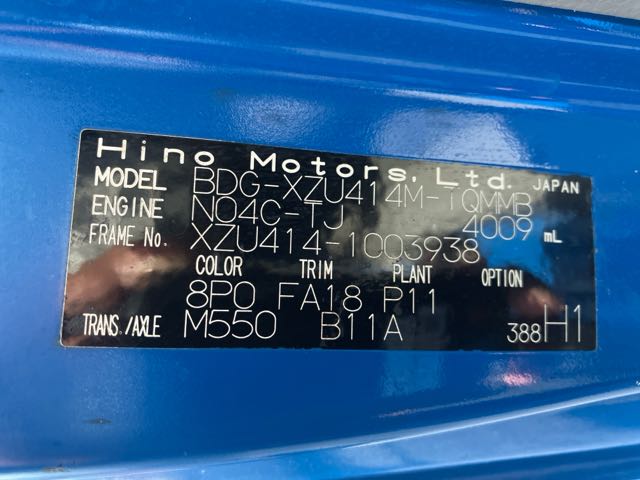 Hino Motors, Ltd. JAPAN
MODEL BDG-XZU414M-TQMMB
ENGINE N04C-TJ 4009 mL
FRAME No. XZU414-1003938
COLOR TRIM PLANT OPTION
8P0 FA18 P11
TRANS/AXLE M550 B11A 388 H1